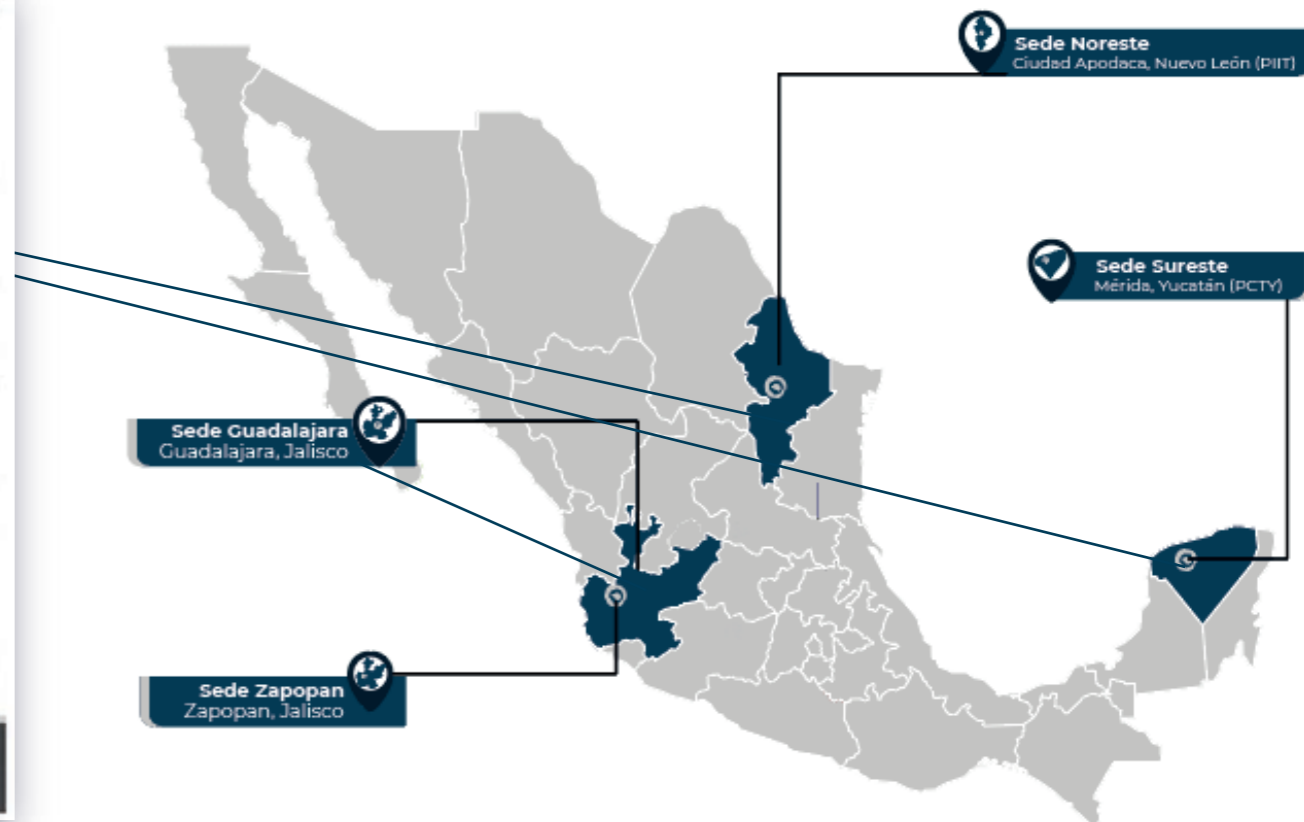 Sede Noreste
Ciudad Apodaca, Nuevo León (PIIT)
Sede Sureste
Mérida, Yucatán (PCTY)
Sede Guadalajara
Guadalajara, Jalisco
Sede Zapopan
Zapopan, Jalisco